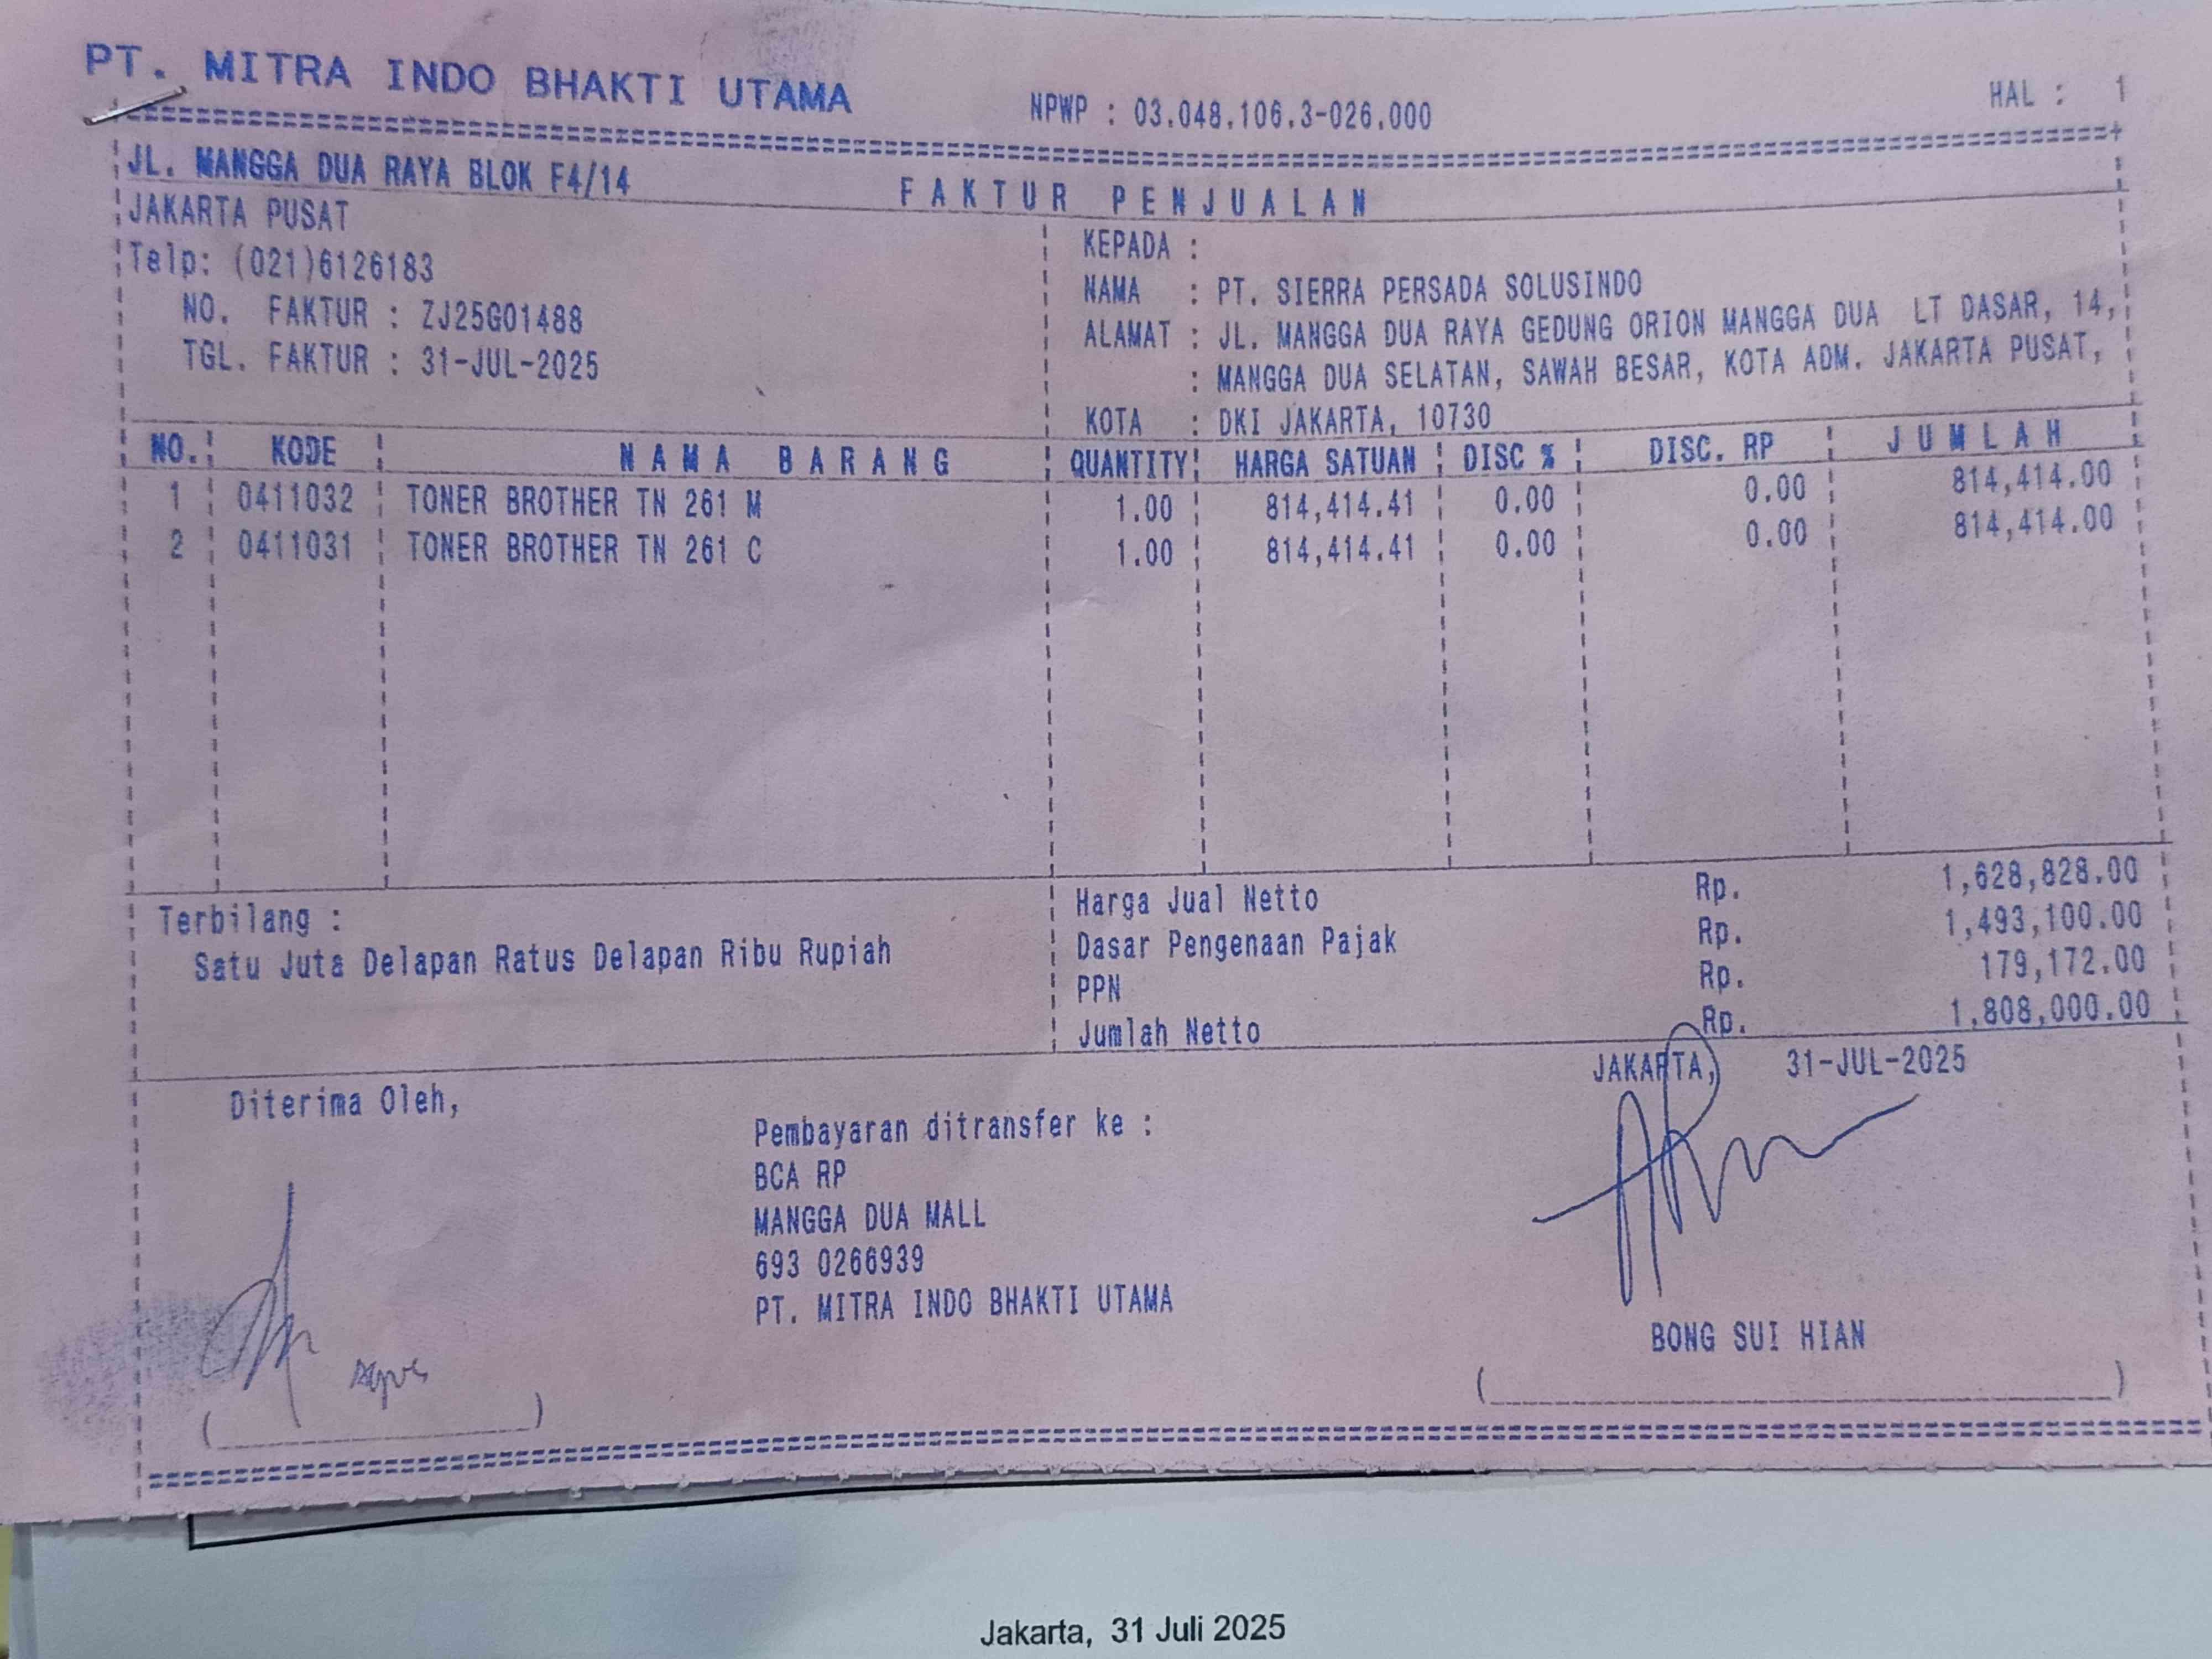 PT. MITRA INDO BHAKTI UTAMA NPWP : 03.048.106.3-026.000 HAL : 1
JL. MANGGA DUA RAYA BLOK F4/14 FAKTUR PENJUALAN
JAKARTA PUSAT
Telp: (021)6126183 KEPADA :
NO. FAKTUR : ZJ25G01488 NAMA : PT. SIERRA PERSADA SOLUSINDO
TGL. FAKTUR : 31-JUL-2025 ALAMAT : JL. MANGGA DUA RAYA GEDUNG ORION MANGGA DUA LT DASAR, 14,
: MANGGA DUA SELATAN, SAWAH BESAR, KOTA ADM. JAKARTA PUSAT,
KOTA : DKI JAKARTA, 10730
NO. KODE NAMA BARANG QUANTITY HARGA SATUAN DISC % DISC. RP JUMLAH
1 0411032 TONER BROTHER TN 261 M 1.00 814,414.41 0.00 0.00 814,414.00
2 0411031 TONER BROTHER TN 261 C 1.00 814,414.41 0.00 0.00 814,414.00
Terbilang : Harga Jual Netto Rp. 1,628,828.00
Satu Juta Delapan Ratus Delapan Ribu Rupiah Dasar Pengenaan Pajak Rp. 1,493,100.00
PPN Rp. 179,172.00
Jumlah Netto Rp. 1,808,000.00
Diterima Oleh, JAKARTA, 31-JUL-2025
Pembayaran ditransfer ke :
BCA RP
MANGGA DUA MALL
693 0266939
PT. MITRA INDO BHAKTI UTAMA
BONG SUI HIAN
Jakarta, 31 Juli 2025